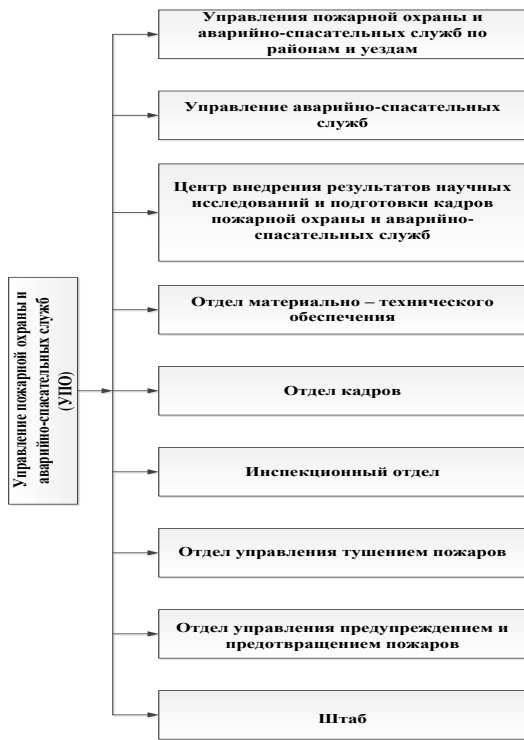 Управления пожарной охраны и
аварийно-спасательных служб по
районам и уездам
Управление аварийно-спасательных
служб
Центр внедрения результатов научных
исследований и подготовки кадров
пожарной охраны и аварийно-
спасательных служб
Управление пожарной охраны и
аварийно-спасательных служб
(УПО)
Отдел материально – технического
обеспечения
Отдел кадров
Инспекционный отдел
Отдел управления тушением пожаров
Отдел управления предупреждением и
предотвращением пожаров
Штаб